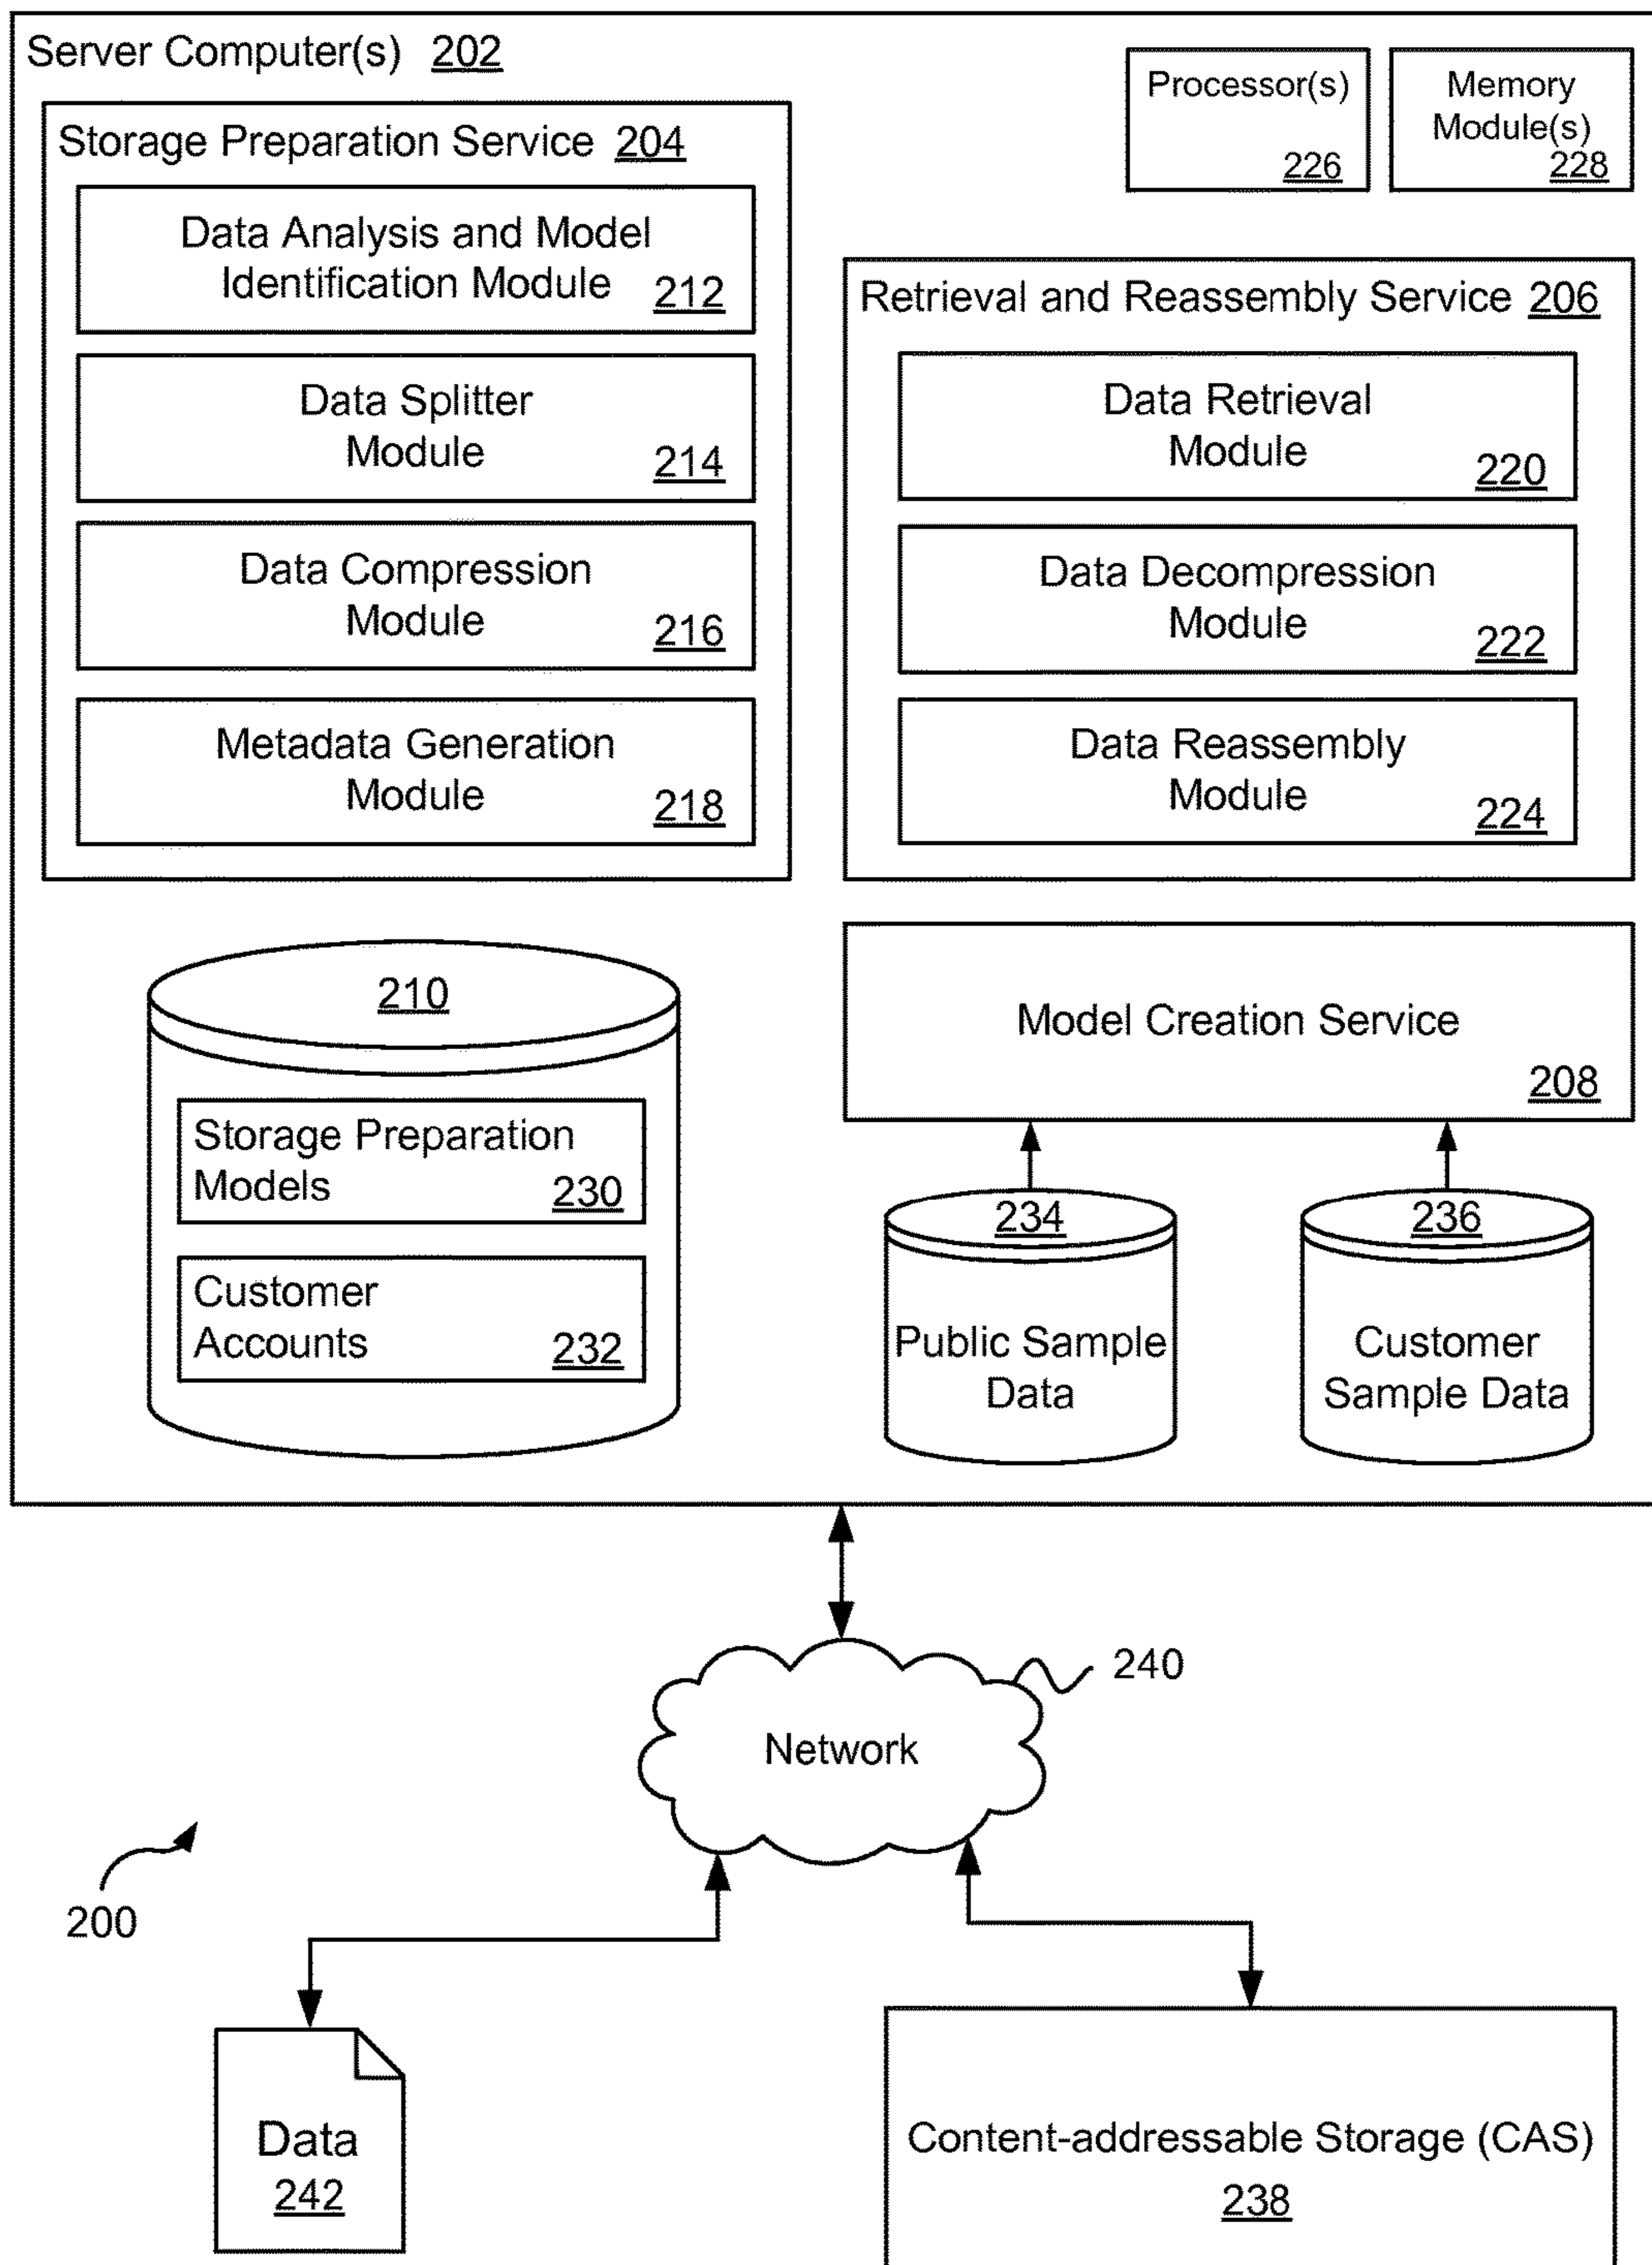 Server Computer(s) 202
Processor(s)
226
Memory
Module(s)
228
Storage Preparation Service 204
Data Analysis and Model
Identification Module 212
Data Splitter
Module 214
Data Compression
Module 216
Metadata Generation
Module 218
Retrieval and Reassembly Service 206
Data Retrieval
Module 220
Data Decompression
Module 222
Data Reassembly
Module 224
210
Storage Preparation
Models 230
Customer
Accounts 232
Model Creation Service
208
234
Public Sample
Data
236
Customer
Sample Data
240
Network
200
Data
242
Content-addressable Storage (CAS)
238